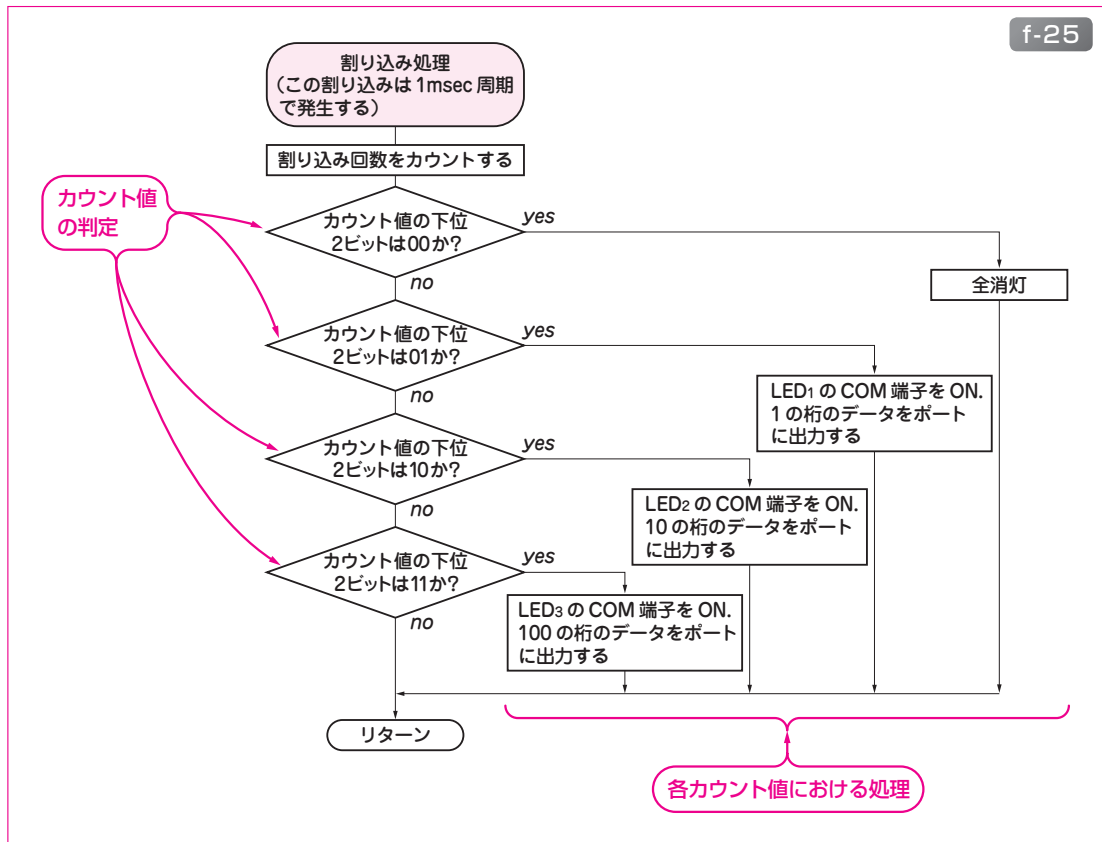 f-25
割り込み処理
（この割り込みは1msec 周期
で発生する）
割り込み回数をカウントする
カウント値
の判定
カウント値の下位
2ビットは00か?
yes
no
全消灯
カウント値の下位
2ビットは01か?
yes
no
LED1 の COM 端子を ON.
1 の桁のデータをポート
に出力する
カウント値の下位
2ビットは10か?
yes
no
LED2 の COM 端子を ON.
10 の桁のデータをポート
に出力する
カウント値の下位
2ビットは11か?
yes
no
LED3 の COM 端子を ON.
100 の桁のデータをポート
に出力する
リターン
各カウント値における処理